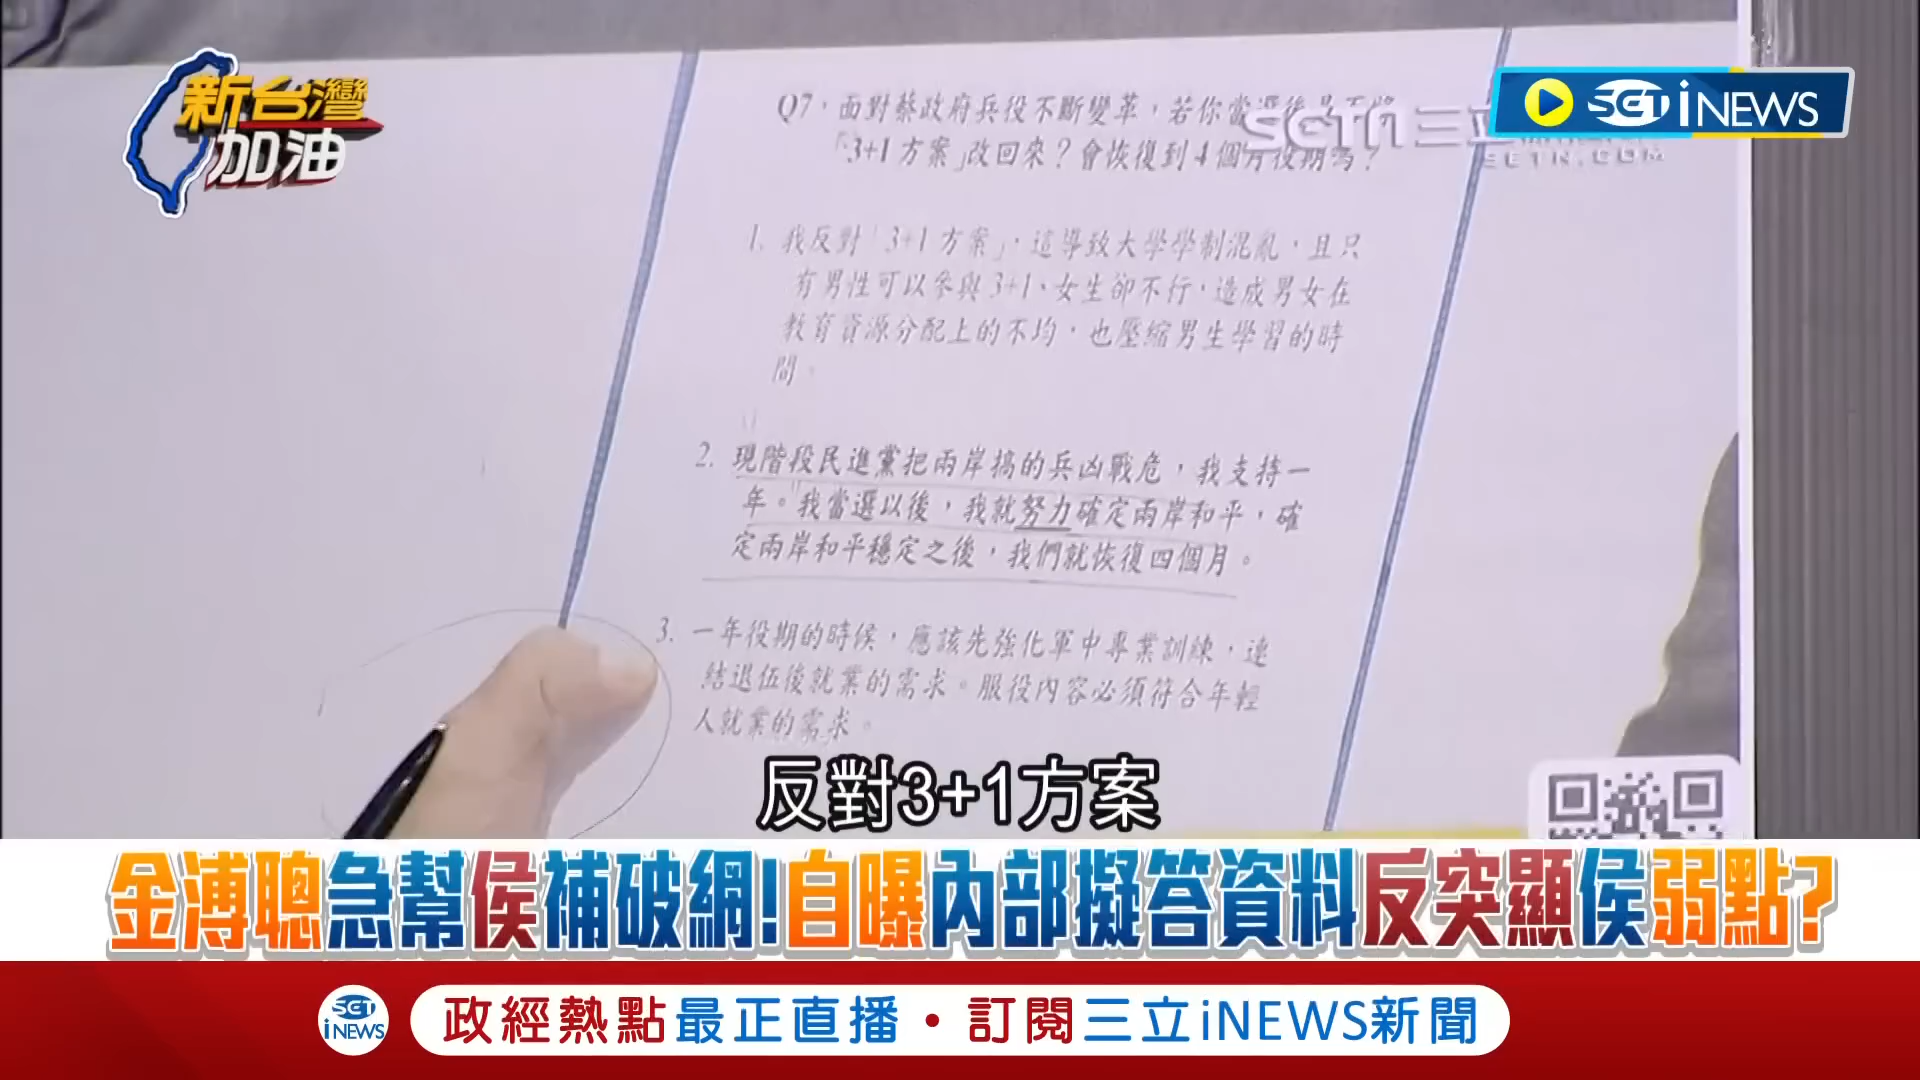 新台灣
加油
SET iNEWS
SETN 三立
SETN.COM
Q7，面對蔡政府兵役不斷變革，若你當選後是否將
「3+1方案」改回來？會恢復到4個月役期嗎？
1. 我反對「3+1方案」，這導致大學學制混亂，且只
有男性可以參與3+1、女生卻不行，造成男女在
教育資源分配上的不均，也壓縮男生學習的時
間。
2. 現階段民進黨把兩岸搞的兵凶戰危，我支持一
年。我當選以後，我就努力確定兩岸和平，確
定兩岸和平穩定之後，我們就恢復四個月。
3. 一年役期的時候，應該先強化軍中專業訓練，連
結退伍後就業的需求。服役內容必須符合年輕
人就業的需求。
反對3+1方案
金溥聰急幫侯補破網!自曝內部擬答資料反突顯侯弱點?
SET iNEWS
政經熱點最正直播・訂閱三立iNEWS新聞